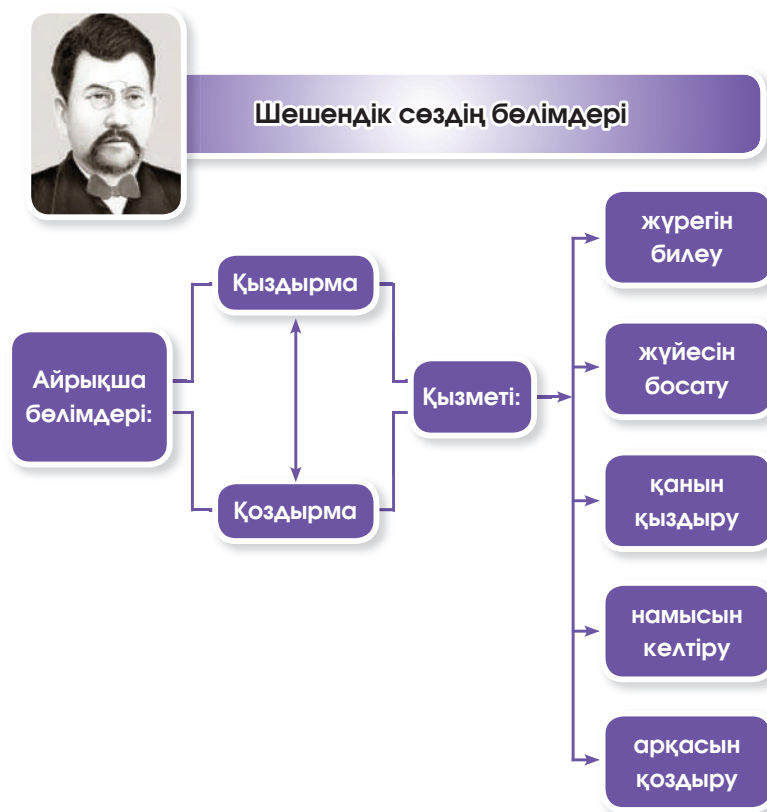 Шешендік сөздің бөлімдері
Айрықша
бөлімдері:
Қыздырма
Қоздырма
Қызметі:
жүрегін
билеу
жүйесін
босату
қанын
қыздыру
намысын
келтіру
арқасын
қоздыру